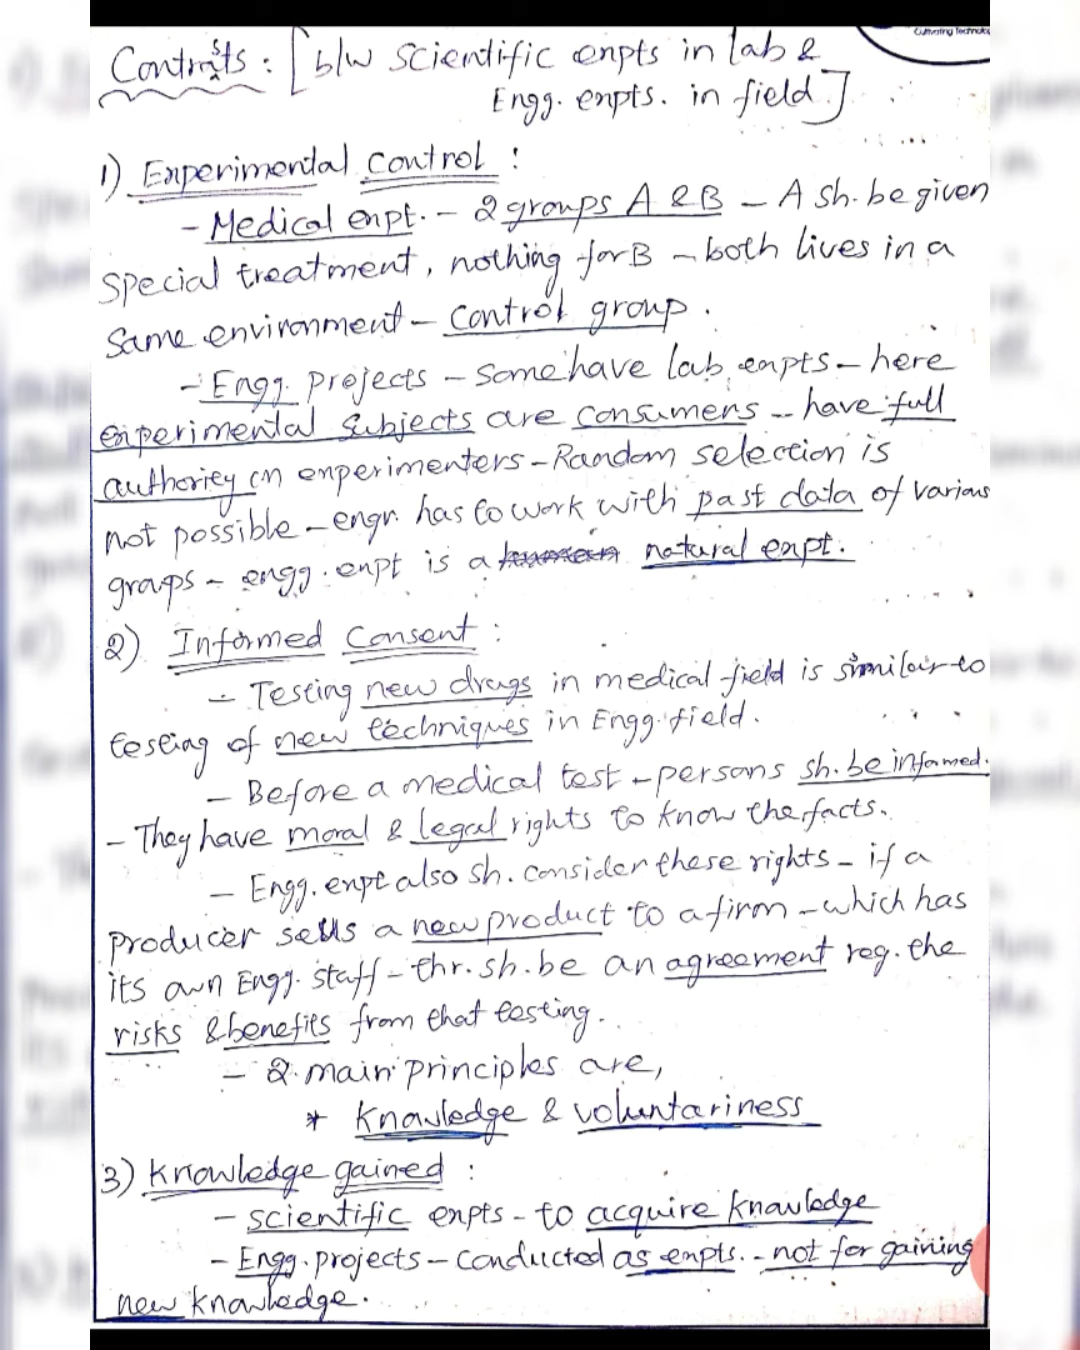 Cultivating Technolo
Contrasts : [ b/w scientific expts in lab &
Engg. expts. in field ]
1) Experimental control :
- Medical expt. - 2 groups A & B - A sh. be given
special treatment, nothing for B - both lives in a
same environment - control group.
- Engg. projects - some have lab expts - here
experimental subjects are consumers - have full
authority on experimenters - Random selection is
not possible - engr. has to work with past data of various
groups - engg. expt is a natural expt.
2) Informed consent :
- Testing new drugs in medical field is similar to
testing of new techniques in Engg. field.
- Before a medical test - persons sh. be informed.
- They have moral & legal rights to know the facts.
- Engg. expt also sh. consider these rights - if a
producer sells a new product to a firm - which has
its own Engg. staff - thr. sh. be an agreement reg. the
risks & benefits from that testing.
- 2 main principles are,
* Knowledge & voluntariness
3) Knowledge gained :
- scientific expts - to acquire knowledge
- Engg. projects - conducted as expts. - not for gaining
new knowledge.